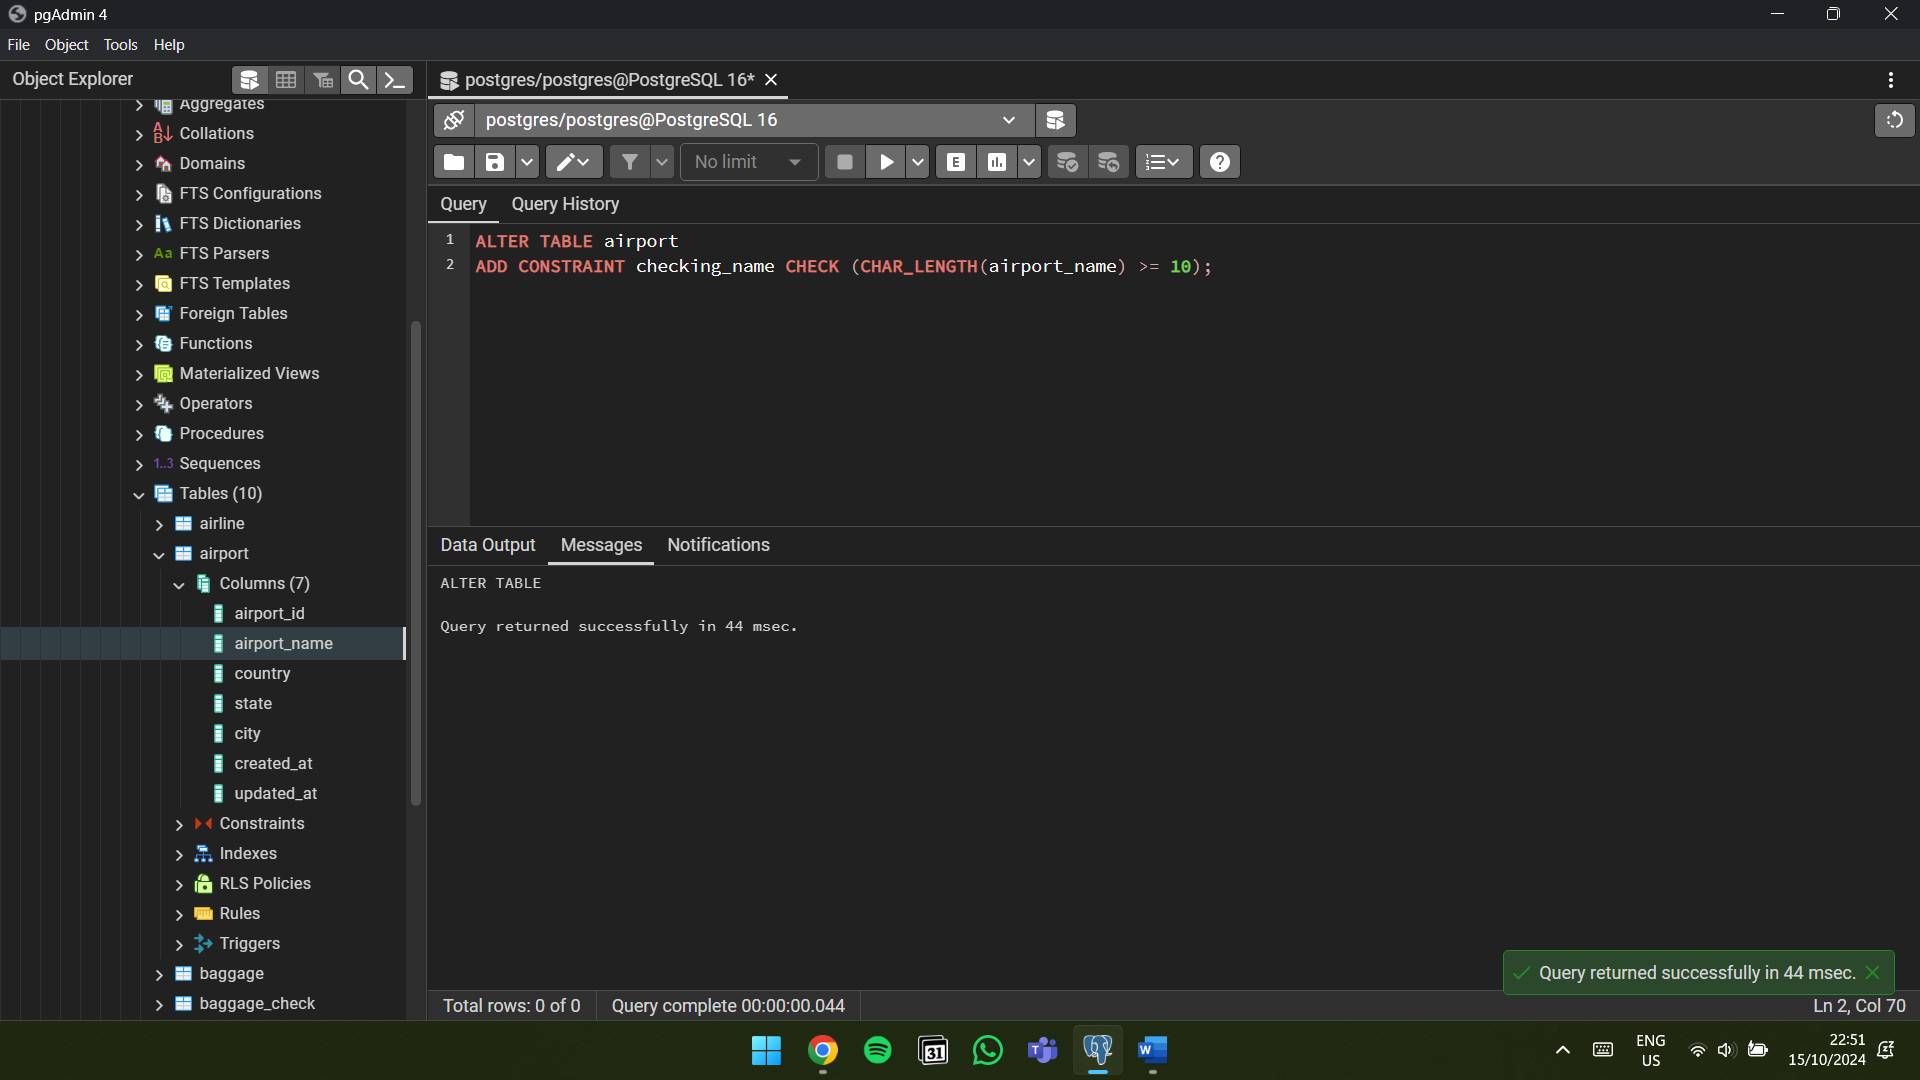 pgAdmin 4
File Object Tools Help
Object Explorer
postgres/postgres@PostgreSQL 16*
Aggregates
Collations
Domains
FTS Configurations
FTS Dictionaries
Aa FTS Parsers
FTS Templates
Foreign Tables
Functions
Materialized Views
Operators
Procedures
1..3 Sequences
Tables (10)
airline
airport
Columns (7)
airport_id
airport_name
country
state
city
created_at
updated_at
Constraints
Indexes
RLS Policies
Rules
Triggers
baggage
baggage_check
postgres/postgres@PostgreSQL 16
No limit
E
Query Query History
1 ALTER TABLE airport
2 ADD CONSTRAINT checking_name CHECK (CHAR_LENGTH(airport_name) >= 10);
Data Output Messages Notifications
ALTER TABLE
Query returned successfully in 44 msec.
Query returned successfully in 44 msec.
Total rows: 0 of 0 Query complete 00:00:00.044 Ln 2, Col 70
31
ENG
US
22:51
15/10/2024